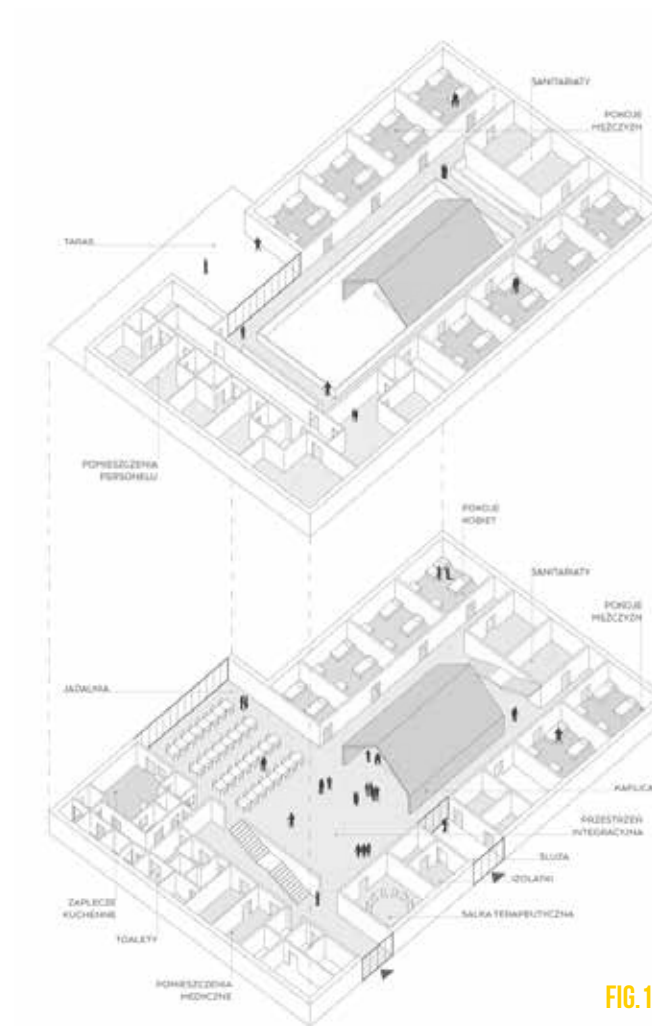 SANITARIATY
POKOJE
MĘŻCZYZN
TARAS
POMIESZCZENIA
PERSONELU
POKOJE
KOBIET
SANITARIATY
POKOJE
MĘŻCZYZN
JADALNIA
KAPLICA
PRZESTRZEŃ
INTEGRACYJNA
ŚLUZA
IZOLATKI
SALKA TERAPEUTYCZNA
ZAPLECZE
KUCHENNE
TOALETY
POMIESZCZENIA
MEDYCZNE
FIG.1